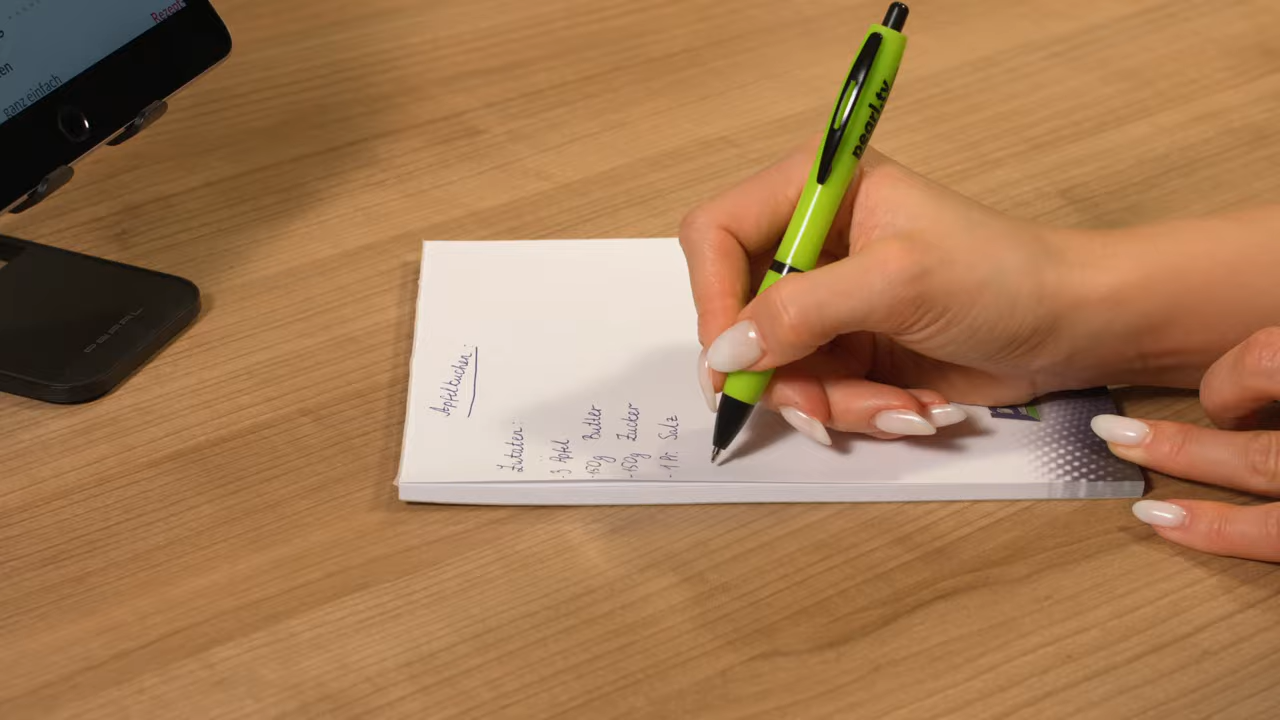 Rezept
ganz einfach
pearl.tv
Apfelkuchen:
Zutaten:
-3 Äpfel
-150g Butter
-150g Zucker
-1 Pr. Salz